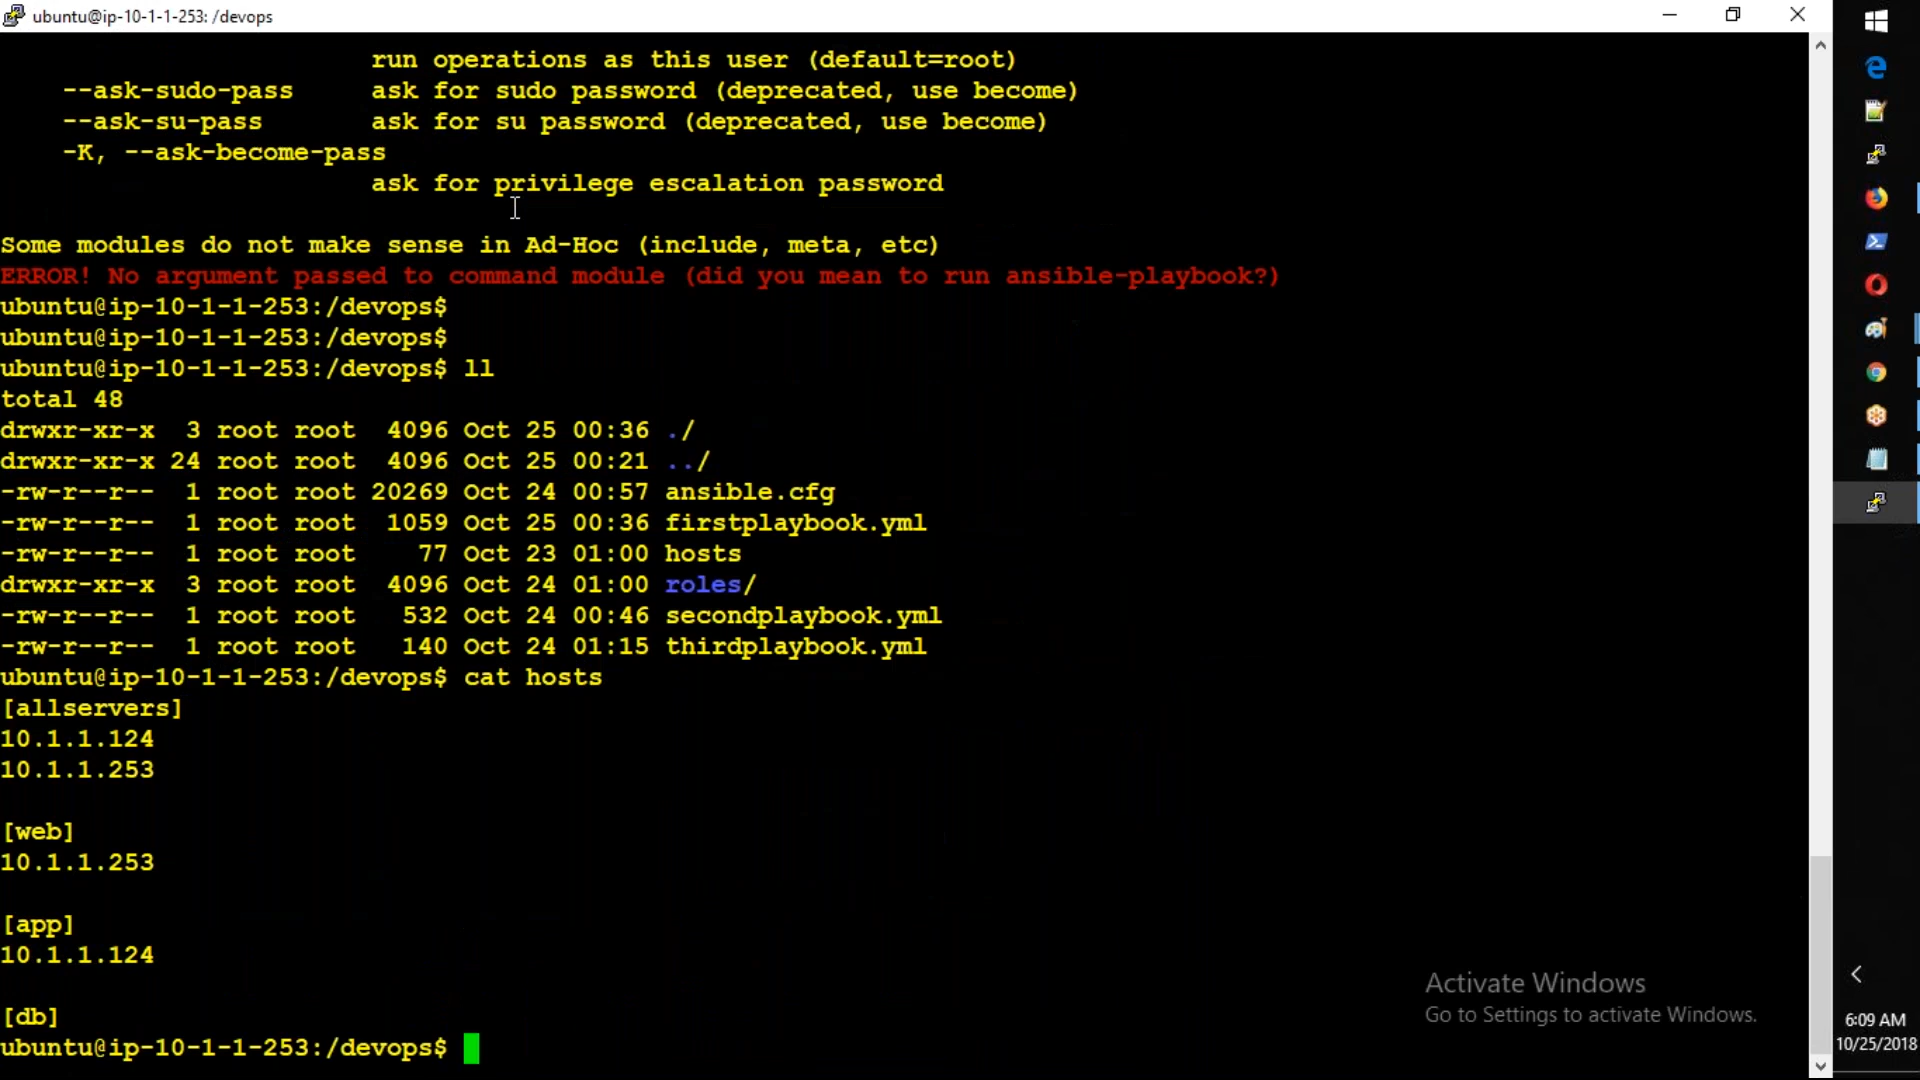 ubuntu@ip-10-1-1-253: /devops
run operations as this user (default=root)
--ask-sudo-pass ask for sudo password (deprecated, use become)
--ask-su-pass ask for su password (deprecated, use become)
-K, --ask-become-pass
ask for privilege escalation password
Some modules do not make sense in Ad-Hoc (include, meta, etc)
ERROR! No argument passed to command module (did you mean to run ansible-playbook?)
ubuntu@ip-10-1-1-253:/devops$
ubuntu@ip-10-1-1-253:/devops$
ubuntu@ip-10-1-1-253:/devops$ ll
total 48
drwxr-xr-x 3 root root 4096 Oct 25 00:36 ./
drwxr-xr-x 24 root root 4096 Oct 25 00:21 ../
-rw-r--r-- 1 root root 20269 Oct 24 00:57 ansible.cfg
-rw-r--r-- 1 root root 1059 Oct 25 00:36 firstplaybook.yml
-rw-r--r-- 1 root root 77 Oct 23 01:00 hosts
drwxr-xr-x 3 root root 4096 Oct 24 01:00 roles/
-rw-r--r-- 1 root root 532 Oct 24 00:46 secondplaybook.yml
-rw-r--r-- 1 root root 140 Oct 24 01:15 thirdplaybook.yml
ubuntu@ip-10-1-1-253:/devops$ cat hosts
[allservers]
10.1.1.124
10.1.1.253
[web]
10.1.1.253
[app]
10.1.1.124
[db]
ubuntu@ip-10-1-1-253:/devops$
Activate Windows
Go to Settings to activate Windows.
6:09 AM
10/25/2018